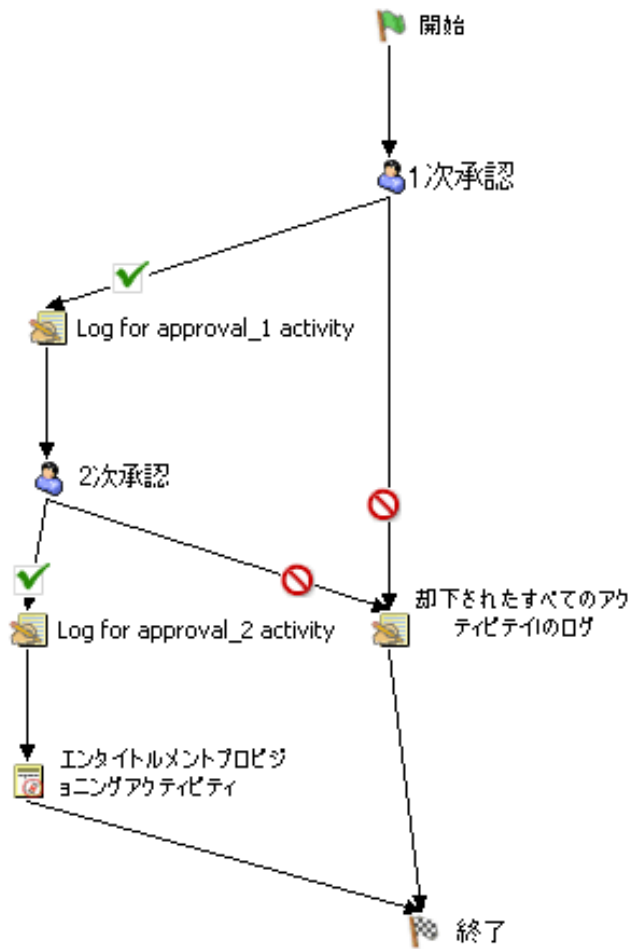 開始
1次承認
Log for approval_1 activity
2次承認
却下されたすべてのアク
ティビテイIのログ
Log for approval_2 activity
エンタイトルメントプロビジ
ョニングアクティビティ
終了